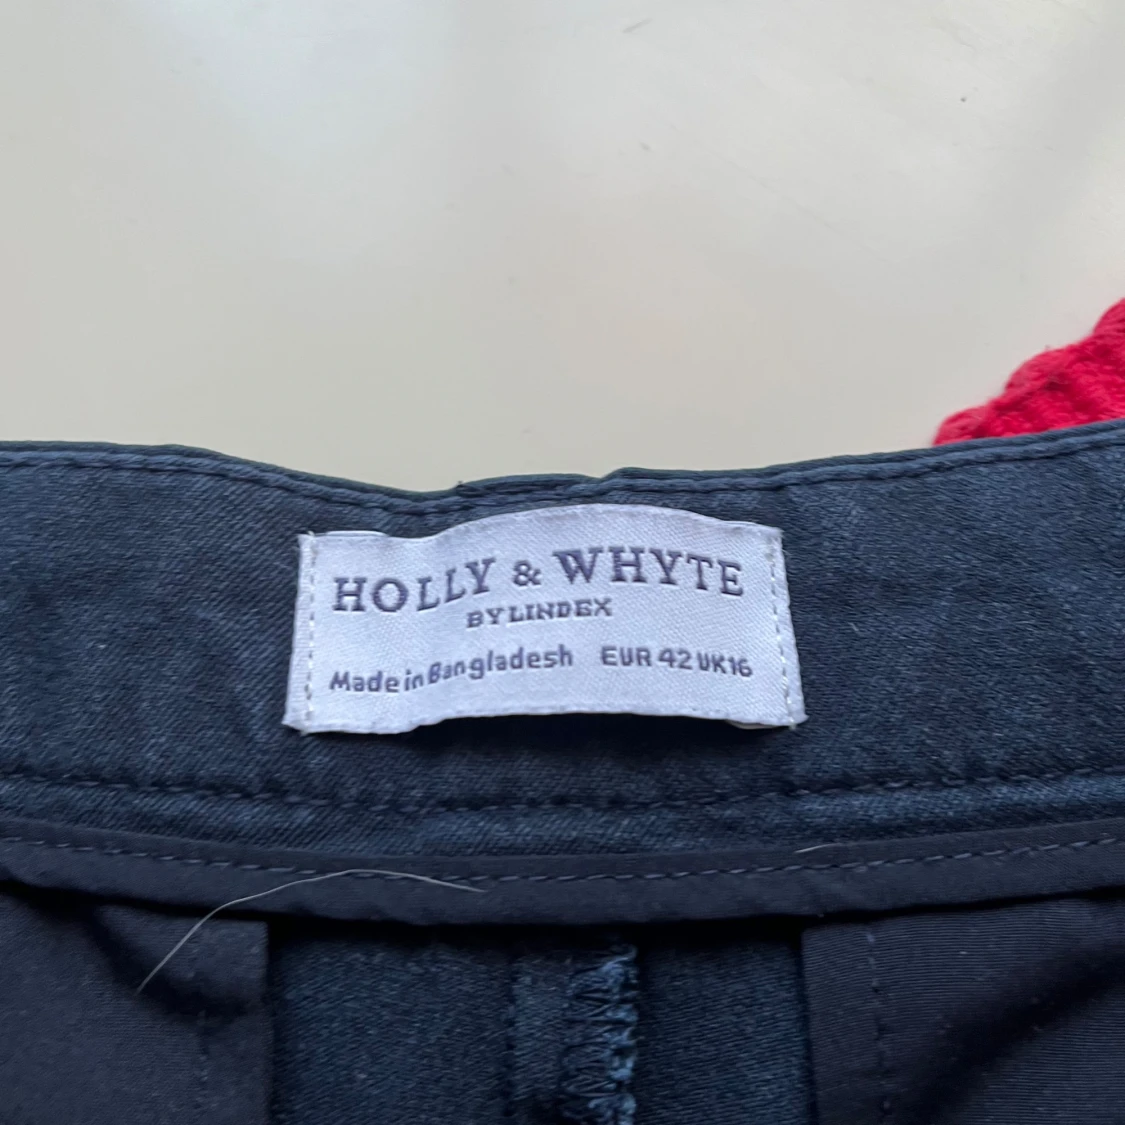 HOLLY & WHYTE
BY LINDEX
Made in Bangladesh EUR 42 UK 16